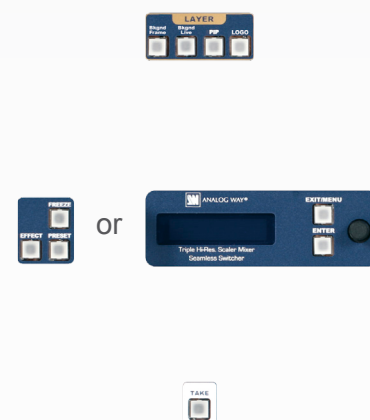 LAYER
Bkgnd Frame
Bkgnd Live
PIP
LOGO
FREEZE
EFFECT PRESET
or
ANALOG WAY®
EXIT/MENU
ENTER
Triple Hi-Res. Scaler Mixer
Seamless Switcher
TAKE